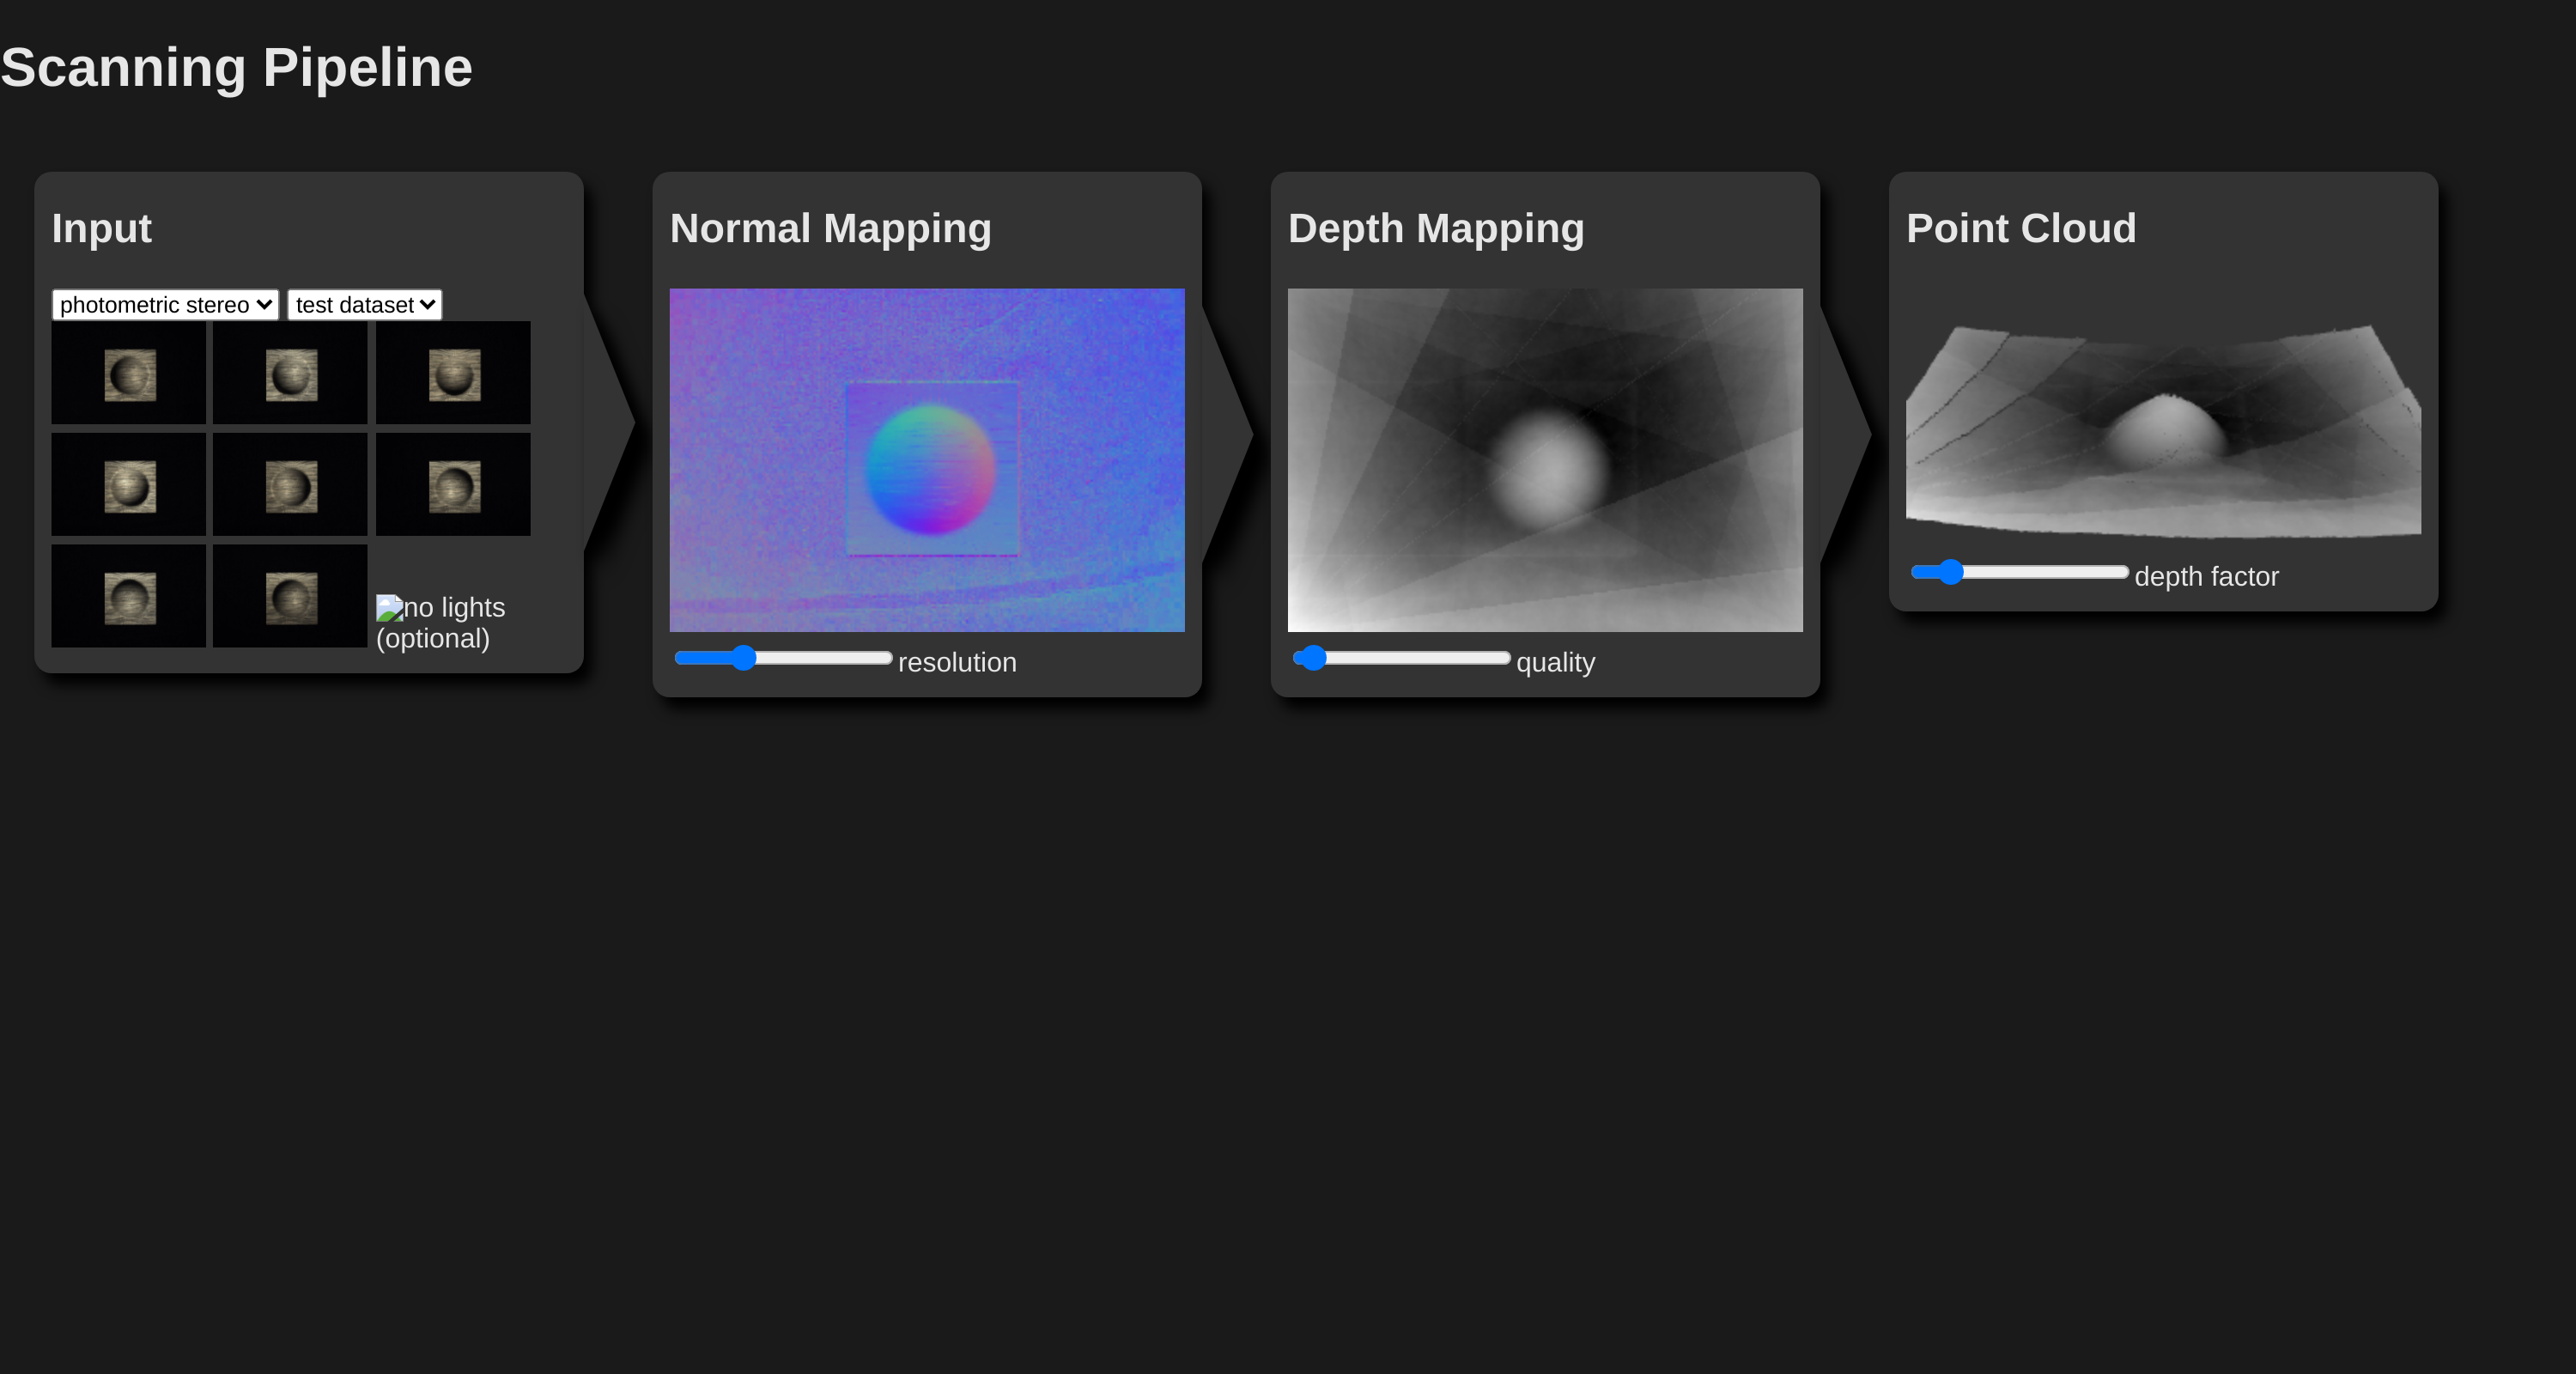 Scanning Pipeline
Input
photometric stereo test dataset
no lights
(optional)
Normal Mapping
resolution
Depth Mapping
quality
Point Cloud
depth factor